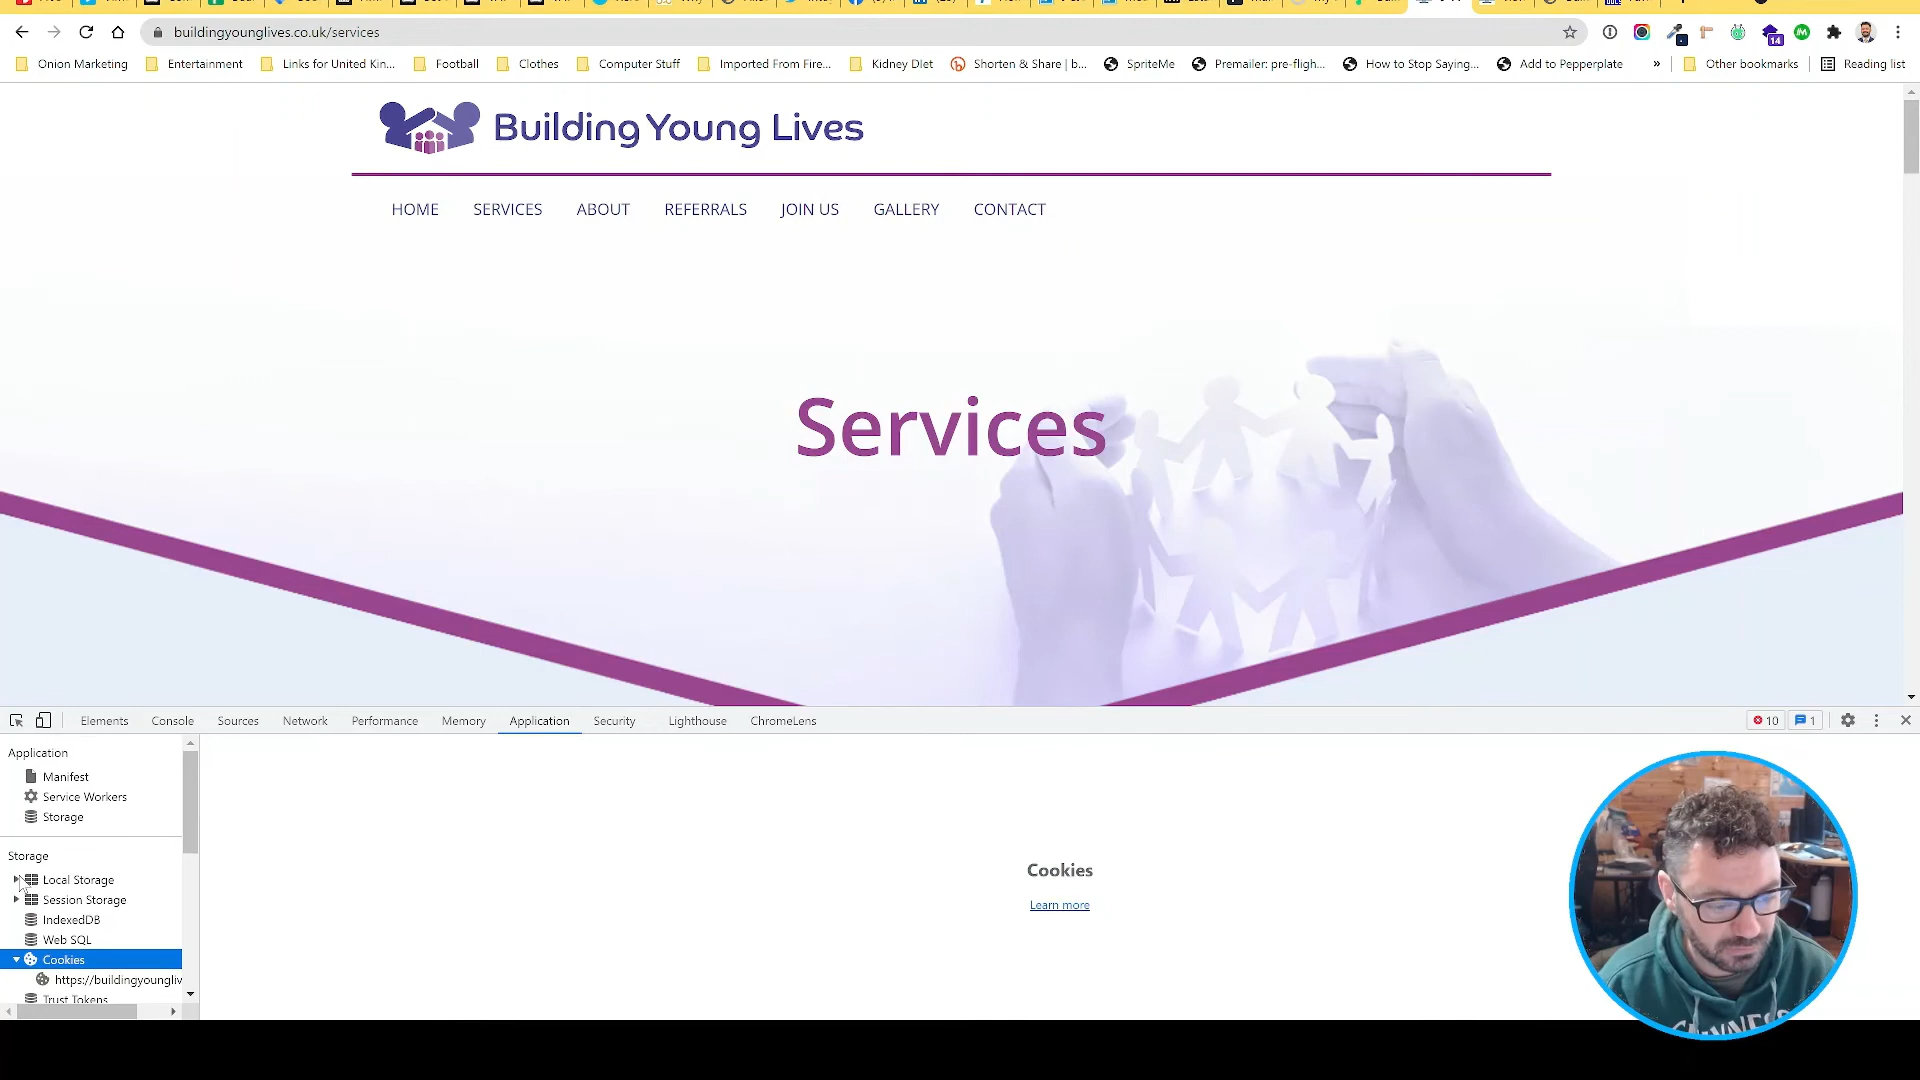 buildingyounglives.co.uk/services
14
Onion Marketing
Entertainment
Links for United Kin...
Football
Clothes
Computer Stuff
Imported From Fire...
Kidney DIet
Shorten & Share | b...
SpriteMe
Premailer: pre-fligh...
How to Stop Saying...
Add to Pepperplate
»
Other bookmarks
Reading list
Building Young Lives
HOME
SERVICES
ABOUT
REFERRALS
JOIN US
GALLERY
CONTACT
Services
Elements
Console
Sources
Network
Performance
Memory
Application
Security
Lighthouse
ChromeLens
10
1
Application
Manifest
Service Workers
Storage
Storage
Local Storage
Session Storage
IndexedDB
Web SQL
Cookies
https://buildingyoungliv
Trust Tokens
Cookies
Learn more